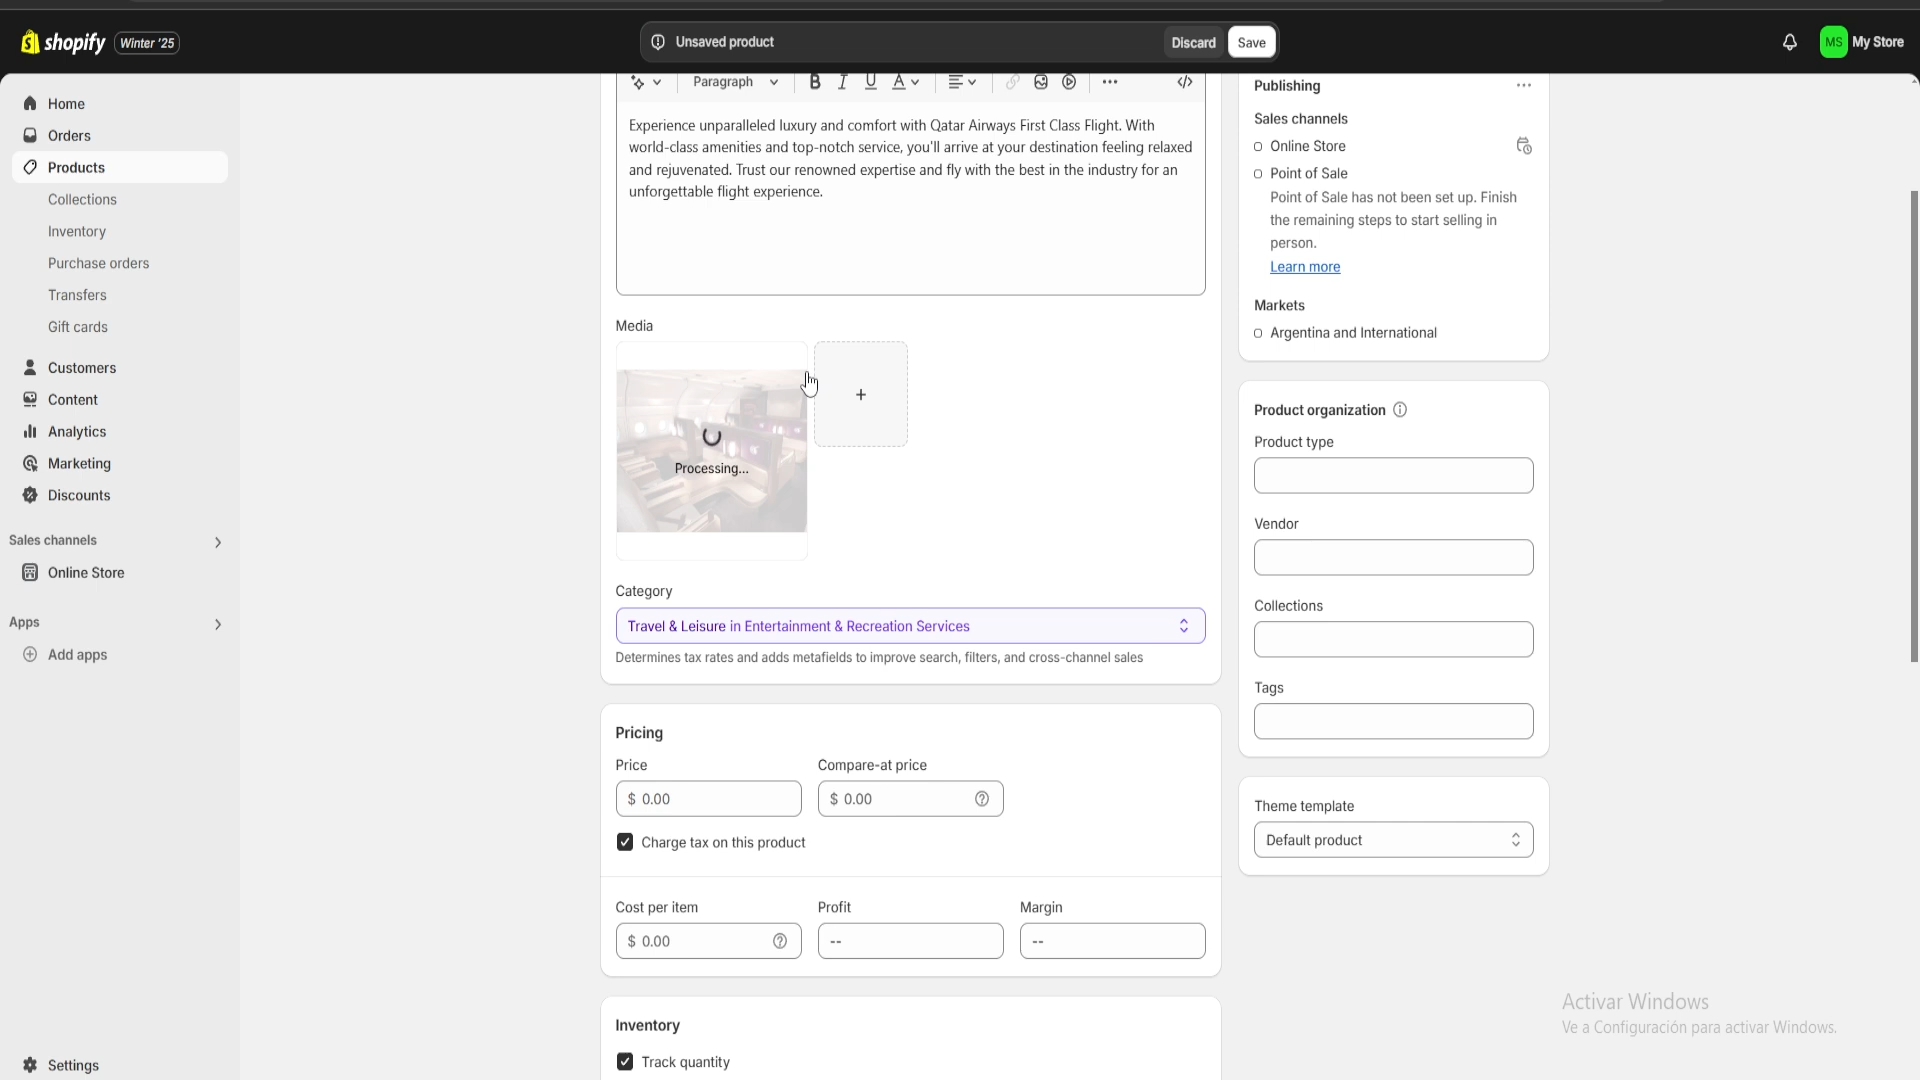 shopify
Winter '25
Unsaved product
Discard
Save
MS
My Store
Home
Orders
Products
Collections
Inventory
Purchase orders
Transfers
Gift cards
Customers
Content
Analytics
Marketing
Discounts
Sales channels
Online Store
Apps
Add apps
Settings
Paragraph
B I U A
Experience unparalleled luxury and comfort with Qatar Airways First Class Flight. With
world-class amenities and top-notch service, you'll arrive at your destination feeling relaxed
and rejuvenated. Trust our renowned expertise and fly with the best in the industry for an
unforgettable flight experience.
Media
Processing...
+
Category
Travel & Leisure in Entertainment & Recreation Services
Determines tax rates and adds metafields to improve search, filters, and cross-channel sales
Pricing
Price
Compare-at price
$ 0.00
$ 0.00
Charge tax on this product
Cost per item
Profit
Margin
$ 0.00
--
--
Inventory
Track quantity
Publishing
Sales channels
Online Store
Point of Sale
Point of Sale has not been set up. Finish
the remaining steps to start selling in
person.
Learn more
Markets
Argentina and International
Product organization
Product type
Vendor
Collections
Tags
Theme template
Default product
Activar Windows
Ve a Configuración para activar Windows.